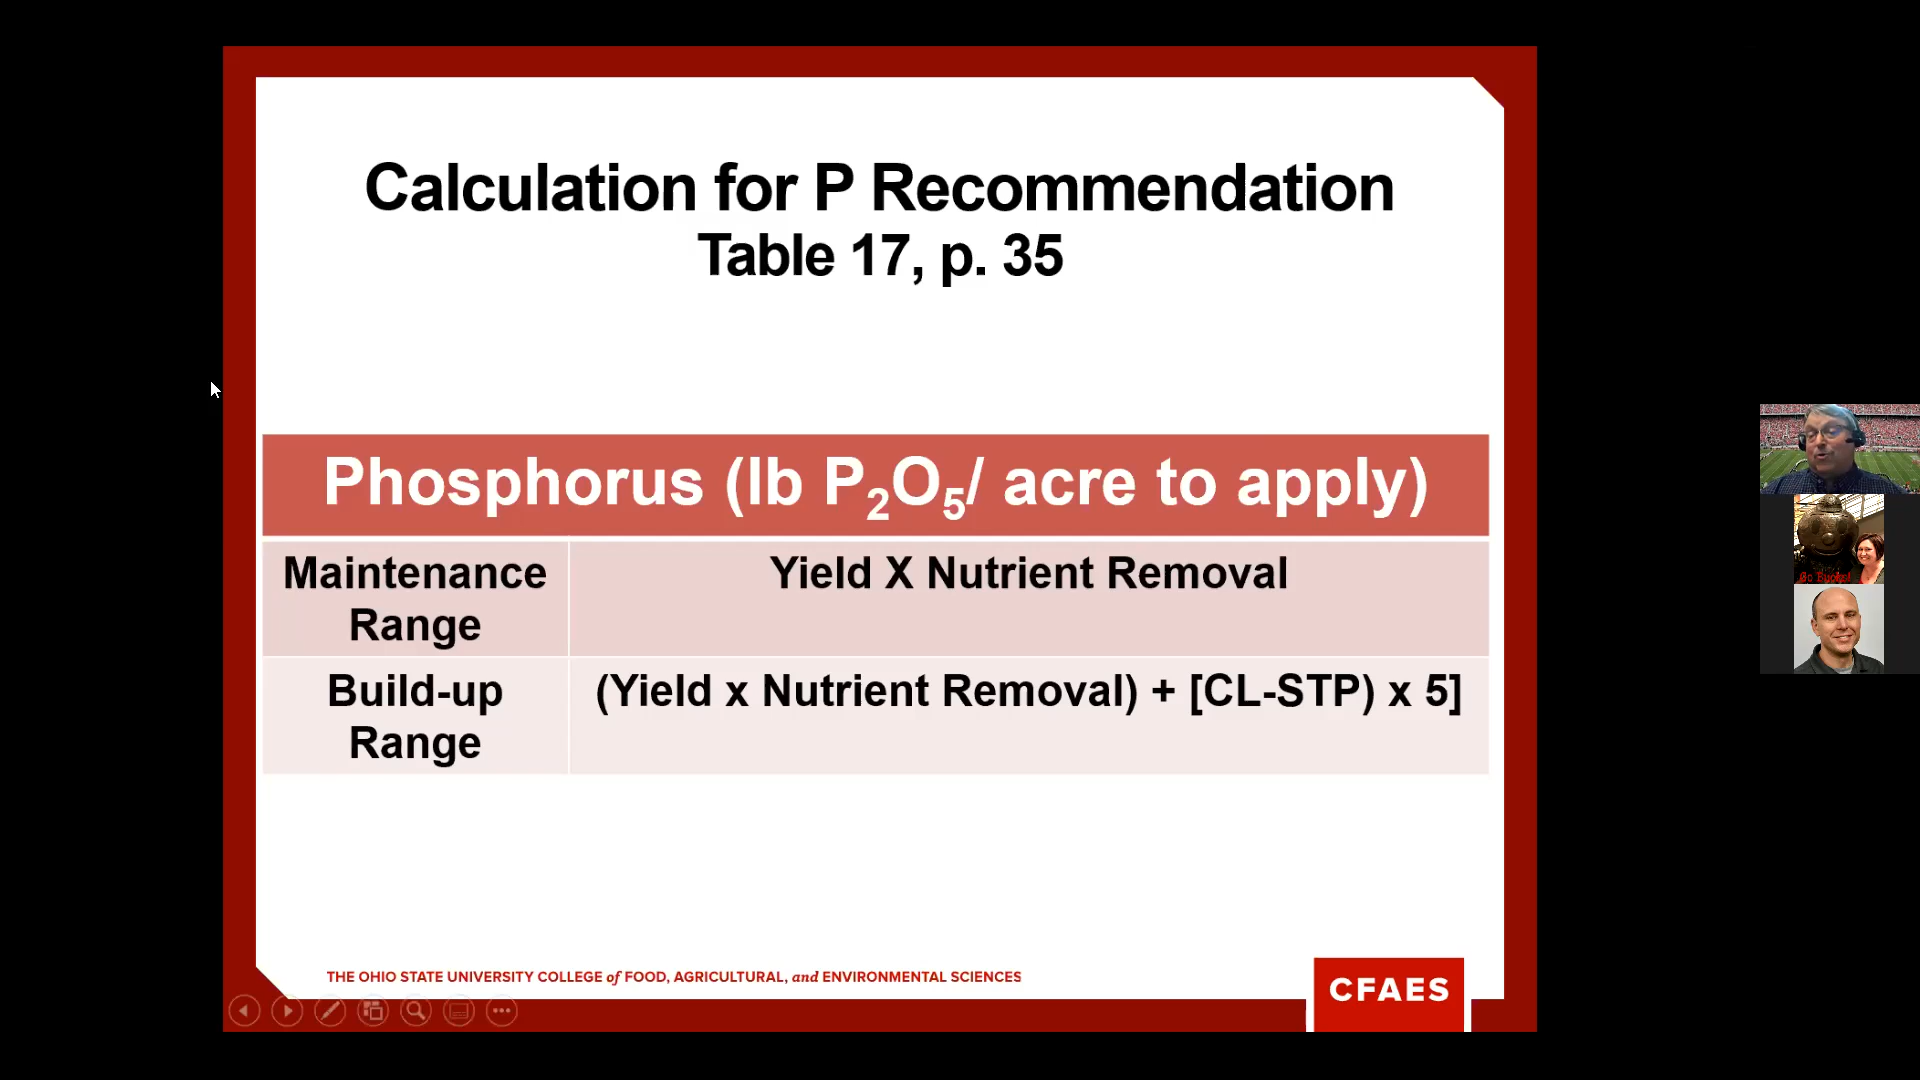 Calculation for P Recommendation
Table 17, p. 35
Phosphorus (lb P₂O₅/ acre to apply)
Maintenance
Range
Yield X Nutrient Removal
Build-up
Range
(Yield x Nutrient Removal) + [CL-STP) x 5]
THE OHIO STATE UNIVERSITY COLLEGE of FOOD, AGRICULTURAL, and ENVIRONMENTAL SCIENCES
CFAES
Go Bucks!